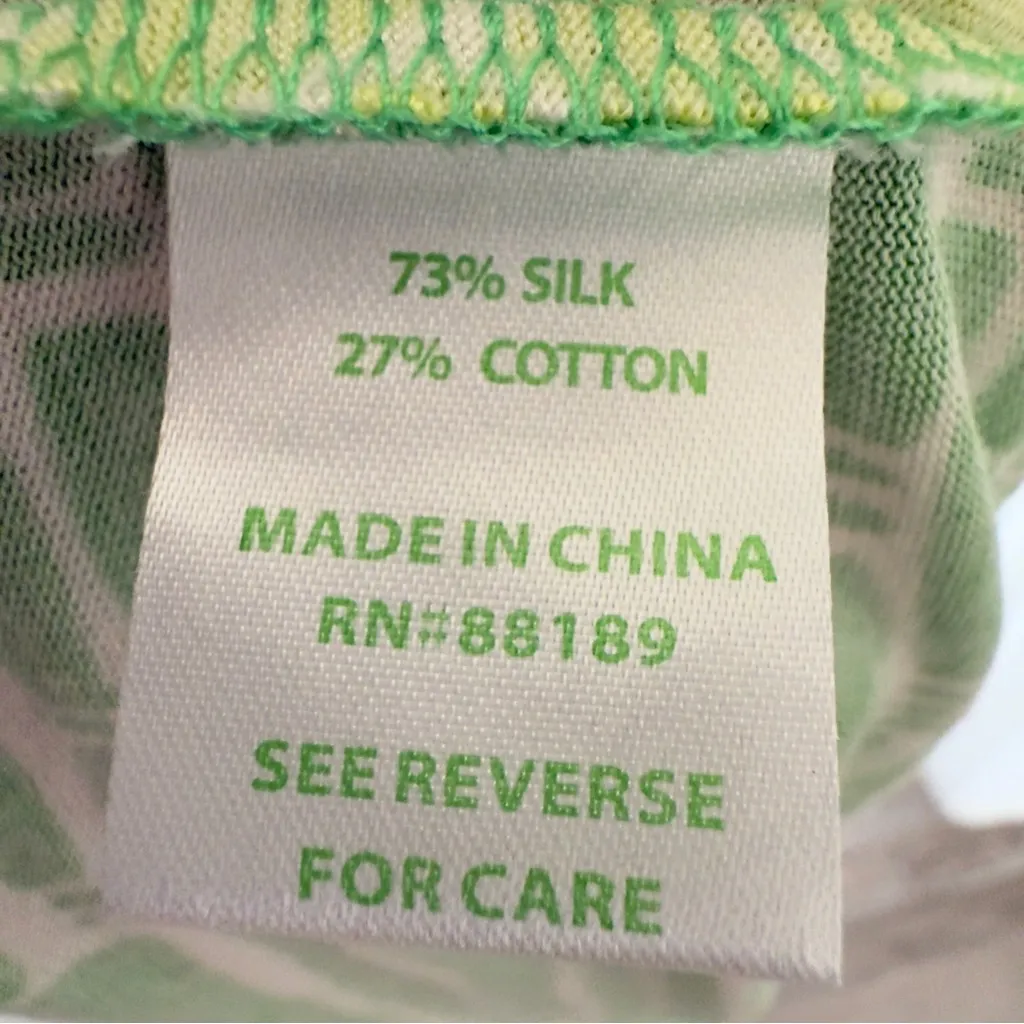 73% SILK
27% COTTON
MADE IN CHINA
RN#88189
SEE REVERSE
FOR CARE